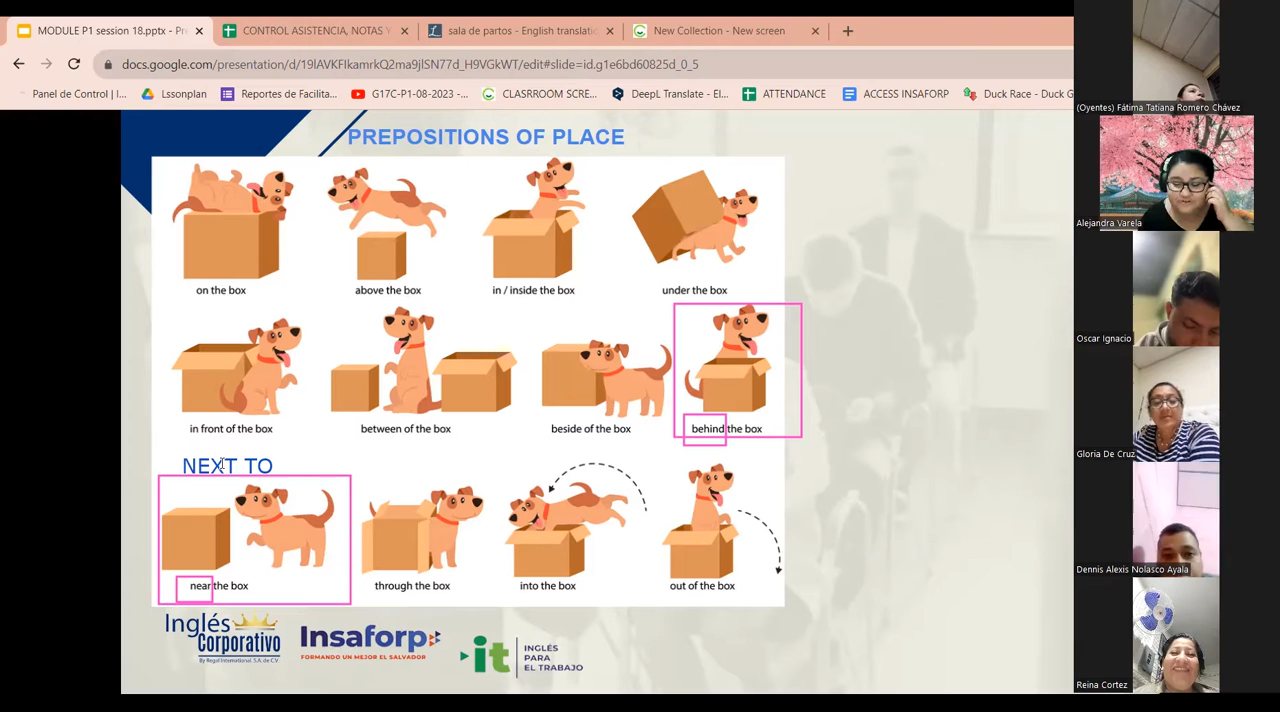 MODULE P1 session 18.pptx - Pre
CONTROL ASISTENCIA, NOTAS Y
sala de partos - English translatio
New Collection - New screen
docs.google.com/presentation/d/19lAVKFIkamrkQ2ma9jlSN77d_H9VGkWT/edit#slide=id.g1e6bd60825d_0_5
Panel de Control | I...
Lssonplan
Reportes de Facilita...
G17C-P1-08-2023 -...
CLASSROOM SCRE...
DeepL Translate - El...
ATTENDANCE
ACCESS INSAFORP
Duck Race - Duck G
PREPOSITIONS OF PLACE
on the box
above the box
in / inside the box
under the box
in front of the box
between of the box
beside of the box
behind the box
NEXT TO
near the box
through the box
into the box
out of the box
Inglés
Corporativo
By Regal International, S.A. de C.V.
Insaforp
FORMANDO UN MEJOR EL SALVADOR
it
INGLÉS
PARA
EL TRABAJO
(Oyentes) Fátima Tatiana Romero Chávez
Alejandra Varela
Oscar Ignacio
Gloria De Cruz
Dennis Alexis Nolasco Ayala
Reina Cortez